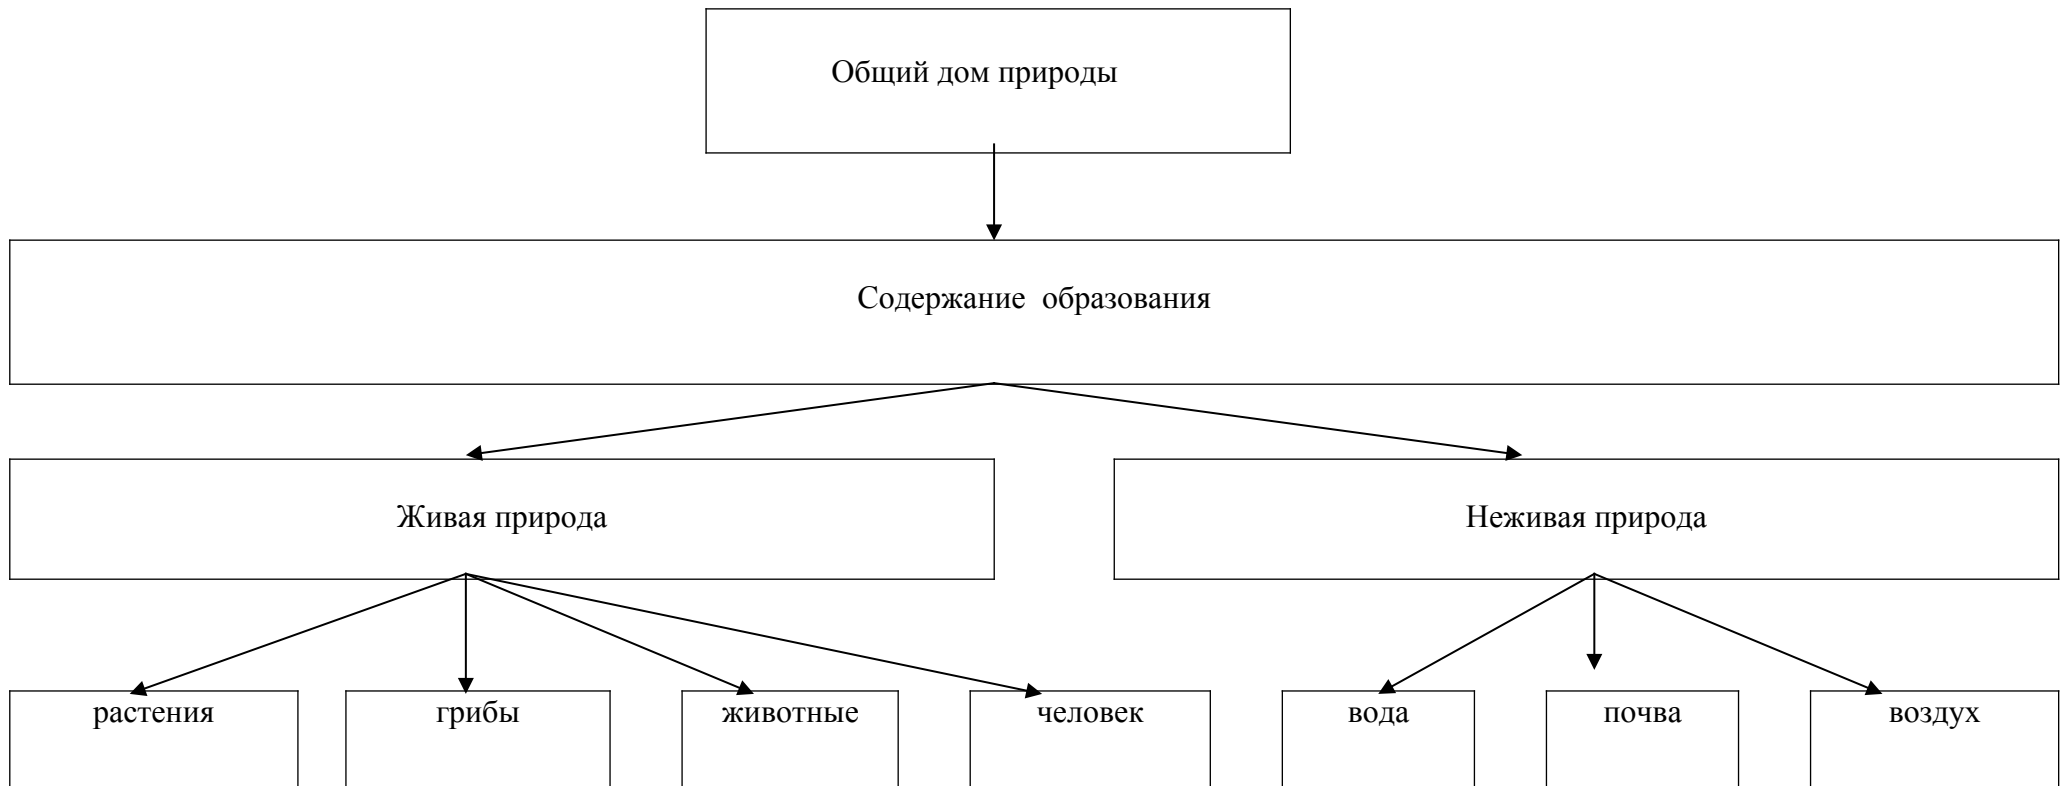 Общий дом природы
Содержание образования
Живая природа
Неживая природа
растения
грибы
животные
человек
вода
почва
воздух